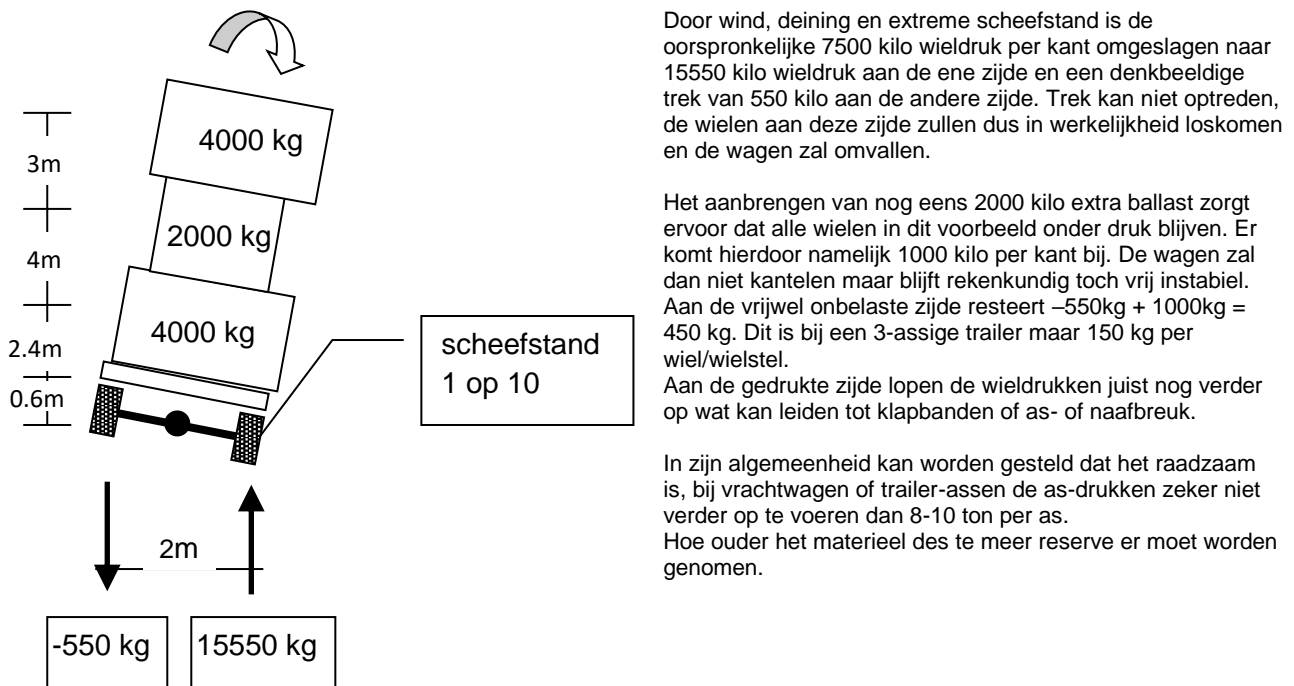 4000 kg
3m
2000 kg
4m
4000 kg
2.4m
0.6m
scheefstand
1 op 10
2m
-550 kg
15550 kg
Door wind, deining en extreme scheefstand is de
oorspronkelijke 7500 kilo wieldruk per kant omgeslagen naar
15550 kilo wieldruk aan de ene zijde en een denkbeeldige
trek van 550 kilo aan de andere zijde. Trek kan niet optreden,
de wielen aan deze zijde zullen dus in werkelijkheid loskomen
en de wagen zal omvallen.
Het aanbrengen van nog eens 2000 kilo extra ballast zorgt
ervoor dat alle wielen in dit voorbeeld onder druk blijven. Er
komt hierdoor namelijk 1000 kilo per kant bij. De wagen zal
dan niet kantelen maar blijft rekenkundig toch vrij instabiel.
Aan de vrijwel onbelaste zijde resteert –550kg + 1000kg =
450 kg. Dit is bij een 3-assige trailer maar 150 kg per
wiel/wielstel.
Aan de gedrukte zijde lopen de wieldrukken juist nog verder
op wat kan leiden tot klapbanden of as- of naafbreuk.
In zijn algemeenheid kan worden gesteld dat het raadzaam
is, bij vrachtwagen of trailer-assen de as-drukken zeker niet
verder op te voeren dan 8-10 ton per as.
Hoe ouder het materieel des te meer reserve er moet worden
genomen.